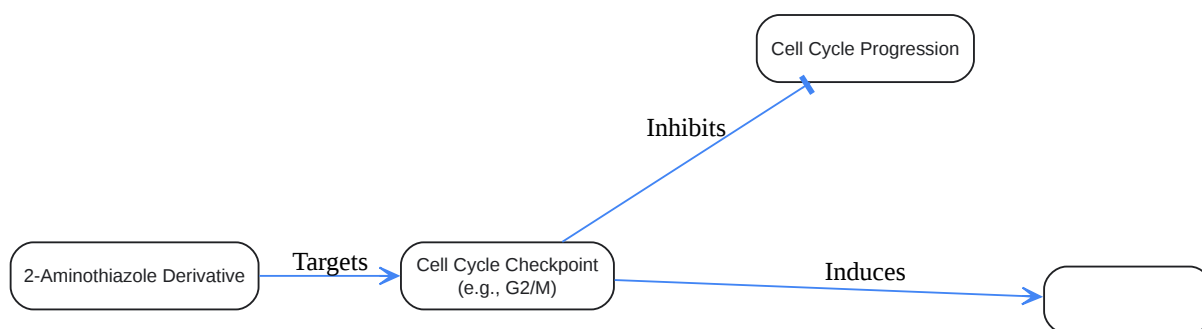 Cell Cycle Progression
Inhibits
2-Aminothiazole Derivative
Targets
Cell Cycle Checkpoint
(e.g., G2/M)
Induces